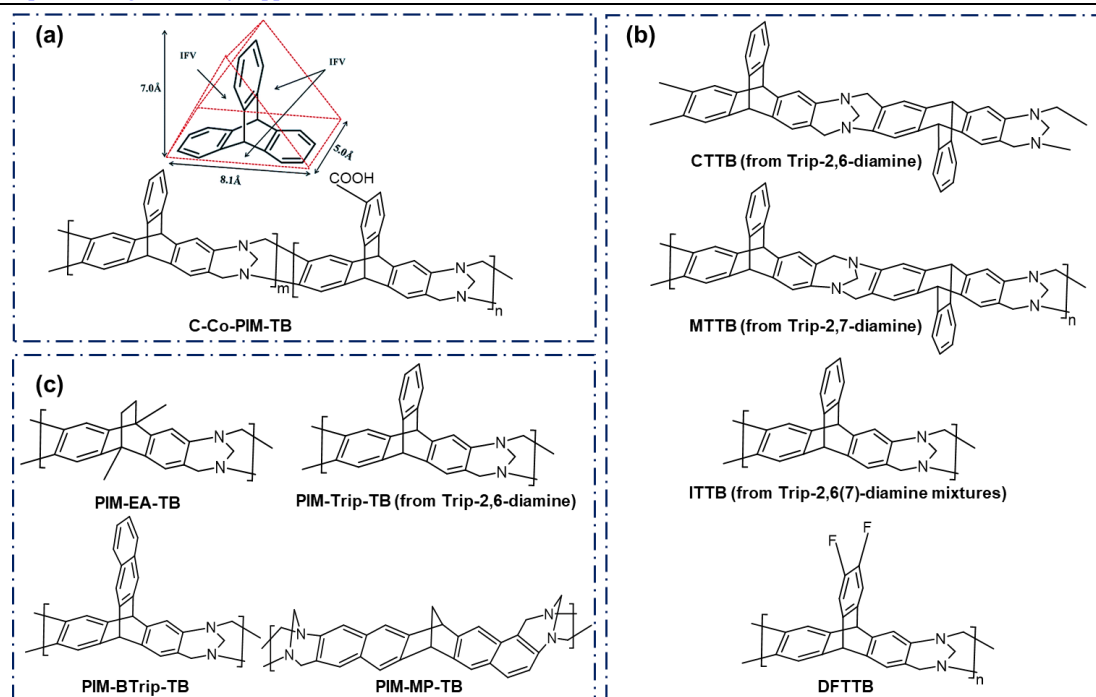 (a)
IFV
IFV
7.0Å
5.0Å
8.1Å
COOH
N
N
m
N
N
n
C-Co-PIM-TB
(b)
N
N
N
N
CTTB (from Trip-2,6-diamine)
N
N
N
N
n
MTTB (from Trip-2,7-diamine)
N
N
ITTB (from Trip-2,6(7)-diamine mixtures)
F
F
N
N
n
DFTTB
(c)
N
N
PIM-EA-TB
N
N
PIM-Trip-TB (from Trip-2,6-diamine)
N
N
PIM-BTrip-TB
N
N
N
N
PIM-MP-TB